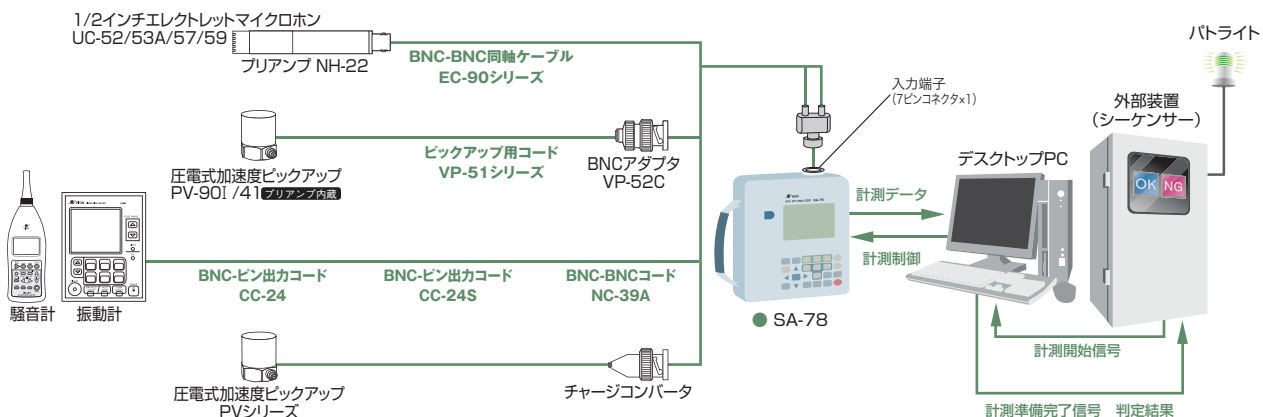 1/2インチエレクトレットマイクロホン
UC-52/53A/57/59
プリアンプ NH-22
BNC-BNC同軸ケーブル
EC-90シリーズ
入力端子
(7ピンコネクタ×1)
パトライト
外部装置
(シーケンサー)
OK NG
圧電式加速度ピックアップ
PV-90I /41 プリアンプ内蔵
ピックアップ用コード
VP-51シリーズ
BNCアダプタ
VP-52C
デスクトップPC
計測データ
計測制御
騒音計
振動計
BNC-ピン出力コード
CC-24
BNC-ピン出力コード
CC-24S
BNC-BNCコード
NC-39A
SA-78
圧電式加速度ピックアップ
PVシリーズ
チャージコンバータ
計測開始信号
計測準備完了信号 判定結果